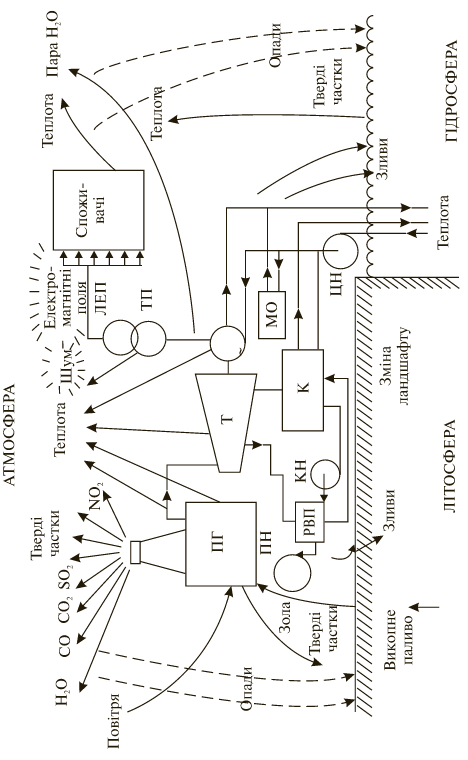 АТМОСФЕРА
Повітря
H₂O
CO
CO₂
SO₂
Тверді
частки
NO₂
Теплота
Шум
Електро-
магнітні
поля
ЛЕП
ТП
Спожи-
вачі
Теплота
Пара H₂O
Опади
Теплота
Тверді
частки
Зливи
ПГ
ПН
Т
К
МО
ЦН
КН
РВП
Зола
Тверді
частки
Опади
Теплота
ГІДРОСФЕРА
Зміна
ландшафту
Зливи
Викопне
паливо
ЛІТОСФЕРА